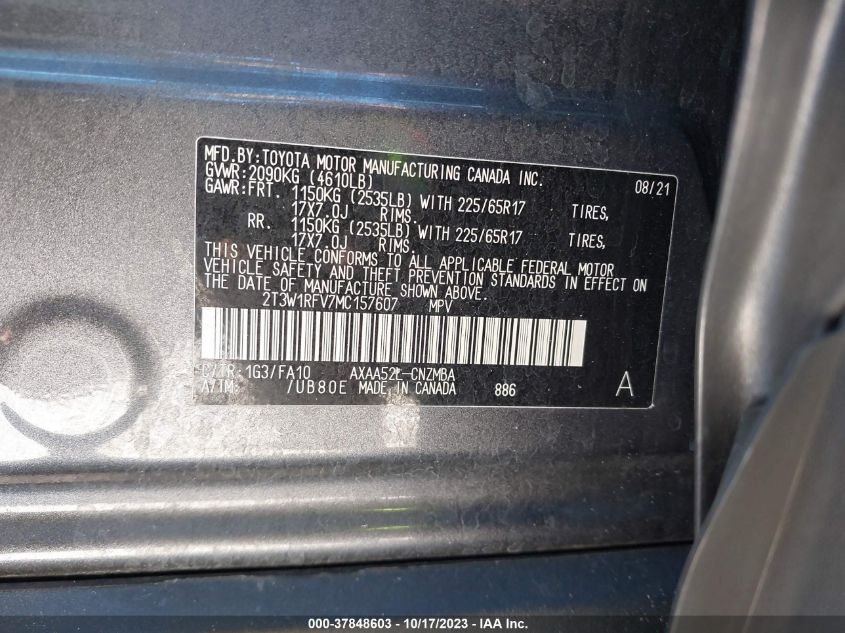 MFD.BY:TOYOTA MOTOR MANUFACTURING CANADA INC.
GVWR:2090KG (4610LB) 08/21
GAWR:FRT. 1150KG (2535LB) WITH 225/65R17 TIRES,
17X7.0J RIMS.
RR. 1150KG (2535LB) WITH 225/65R17 TIRES,
17X7.0J RIMS.
THIS VEHICLE CONFORMS TO ALL APPLICABLE FEDERAL MOTOR
VEHICLE SAFETY AND THEFT PREVENTION STANDARDS IN EFFECT ON
THE DATE OF MANUFACTURE SHOWN ABOVE.
2T3W1RFV7MC157607 MPV
C/TR:1G3/FA10 AXAA52L-CNZMBA
A/TM: /UB80E MADE IN CANADA 886 A
000-37848603 - 10/17/2023 - IAAI.com.